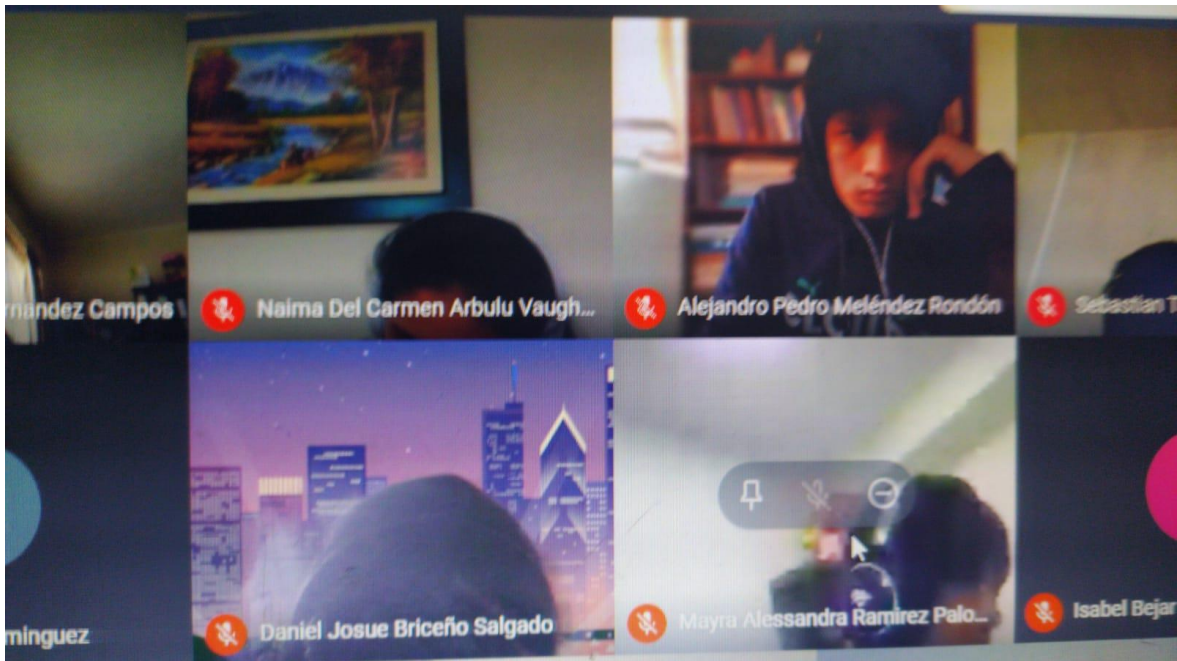 rnández Campos
Naima Del Carmen Arbulu Vaugh...
Alejandro Pedro Meléndez Rondón
Sebastian T
minguez
Daniel Josue Briceño Salgado
Mayra Alessandra Ramirez Palo...
Isabel Bejar